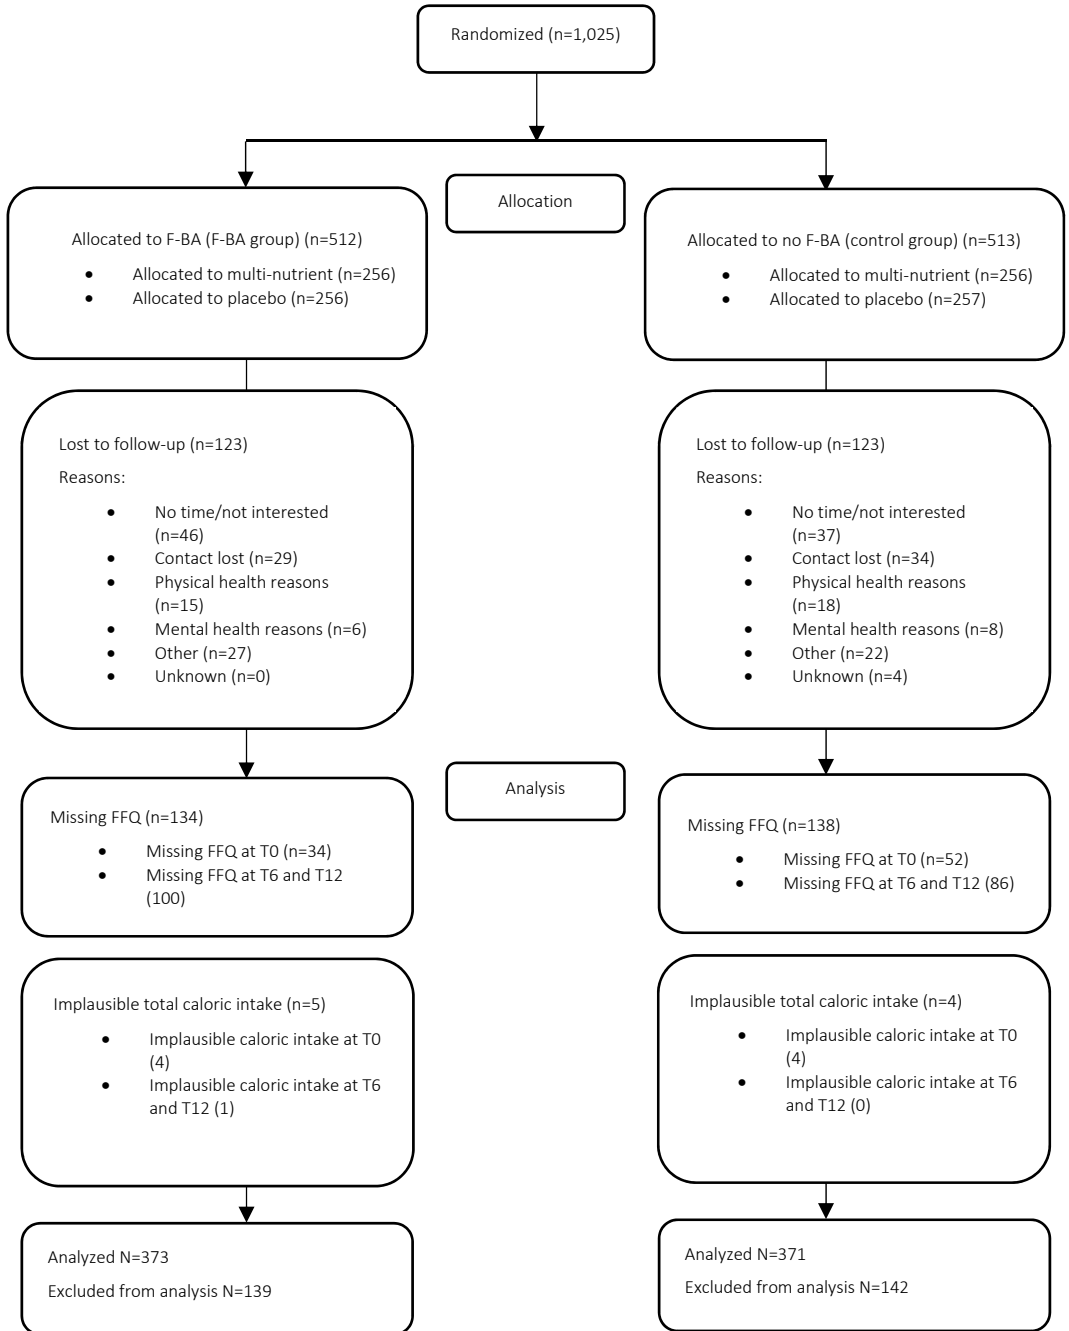 Randomized (n=1,025)
Allocation
Allocated to F-BA (F-BA group) (n=512)
• Allocated to multi-nutrient (n=256)
• Allocated to placebo (n=256)
Allocated to no F-BA (control group) (n=513)
• Allocated to multi-nutrient (n=256)
• Allocated to placebo (n=257)
Lost to follow-up (n=123)
Reasons:
• No time/not interested
(n=46)
• Contact lost (n=29)
• Physical health reasons
(n=15)
• Mental health reasons (n=6)
• Other (n=27)
• Unknown (n=0)
Lost to follow-up (n=123)
Reasons:
• No time/not interested
(n=37)
• Contact lost (n=34)
• Physical health reasons
(n=18)
• Mental health reasons (n=8)
• Other (n=22)
• Unknown (n=4)
Analysis
Missing FFQ (n=134)
• Missing FFQ at T0 (n=34)
• Missing FFQ at T6 and T12
(100)
Missing FFQ (n=138)
• Missing FFQ at T0 (n=52)
• Missing FFQ at T6 and T12 (86)
Implausible total caloric intake (n=5)
• Implausible caloric intake at T0
(4)
• Implausible caloric intake at T6
and T12 (1)
Implausible total caloric intake (n=4)
• Implausible caloric intake at T0
(4)
• Implausible caloric intake at T6
and T12 (0)
Analyzed N=373
Excluded from analysis N=139
Analyzed N=371
Excluded from analysis N=142